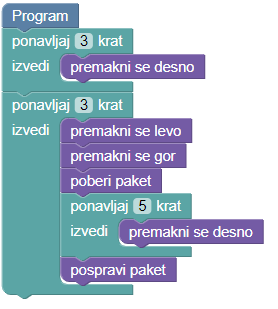 Program
ponavljaj 3 krat
izvedi premakni se desno
ponavljaj 3 krat
izvedi premakni se levo
premakni se gor
poberi paket
ponavljaj 5 krat
izvedi premakni se desno
pospravi paket